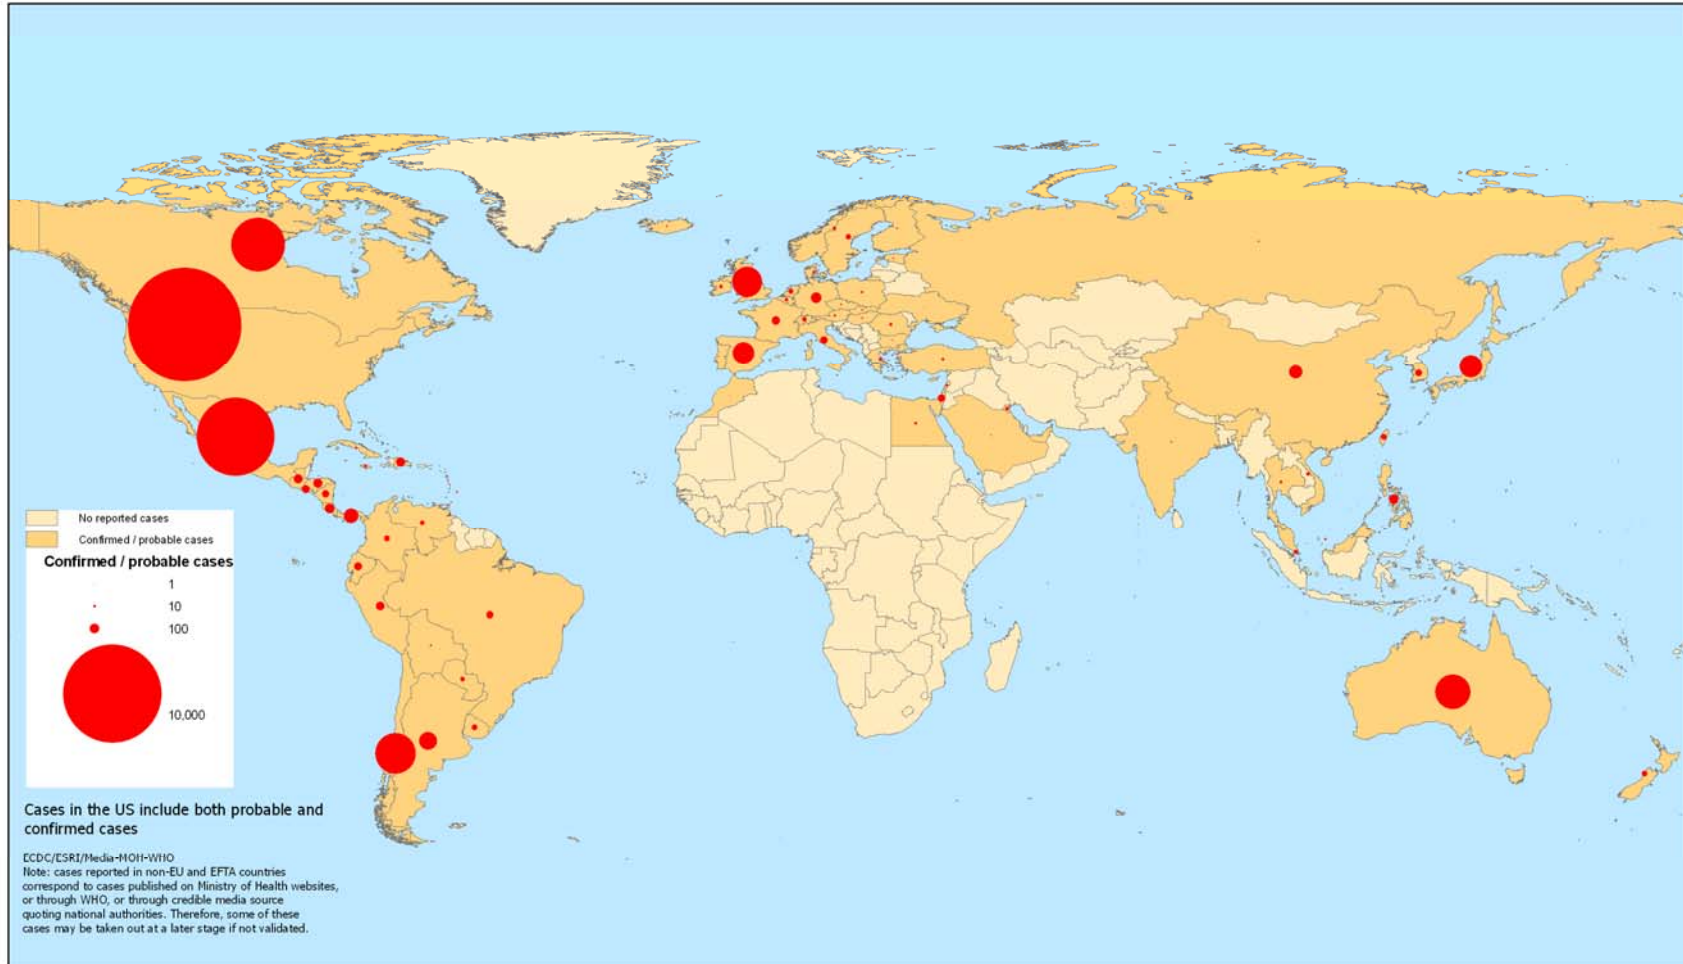 No reported cases
Confirmed / probable cases
Confirmed / probable cases
1
10
100
10,000
Cases in the US include both probable and
confirmed cases
ECDC/ESRI/Media-MOH-WHO
Note: cases reported in non-EU and EFTA countries
correspond to cases published on Ministry of Health websites,
or through WHO, or through credible media source
quoting national authorities. Therefore, some of these
cases may be taken out at a later stage if not validated.